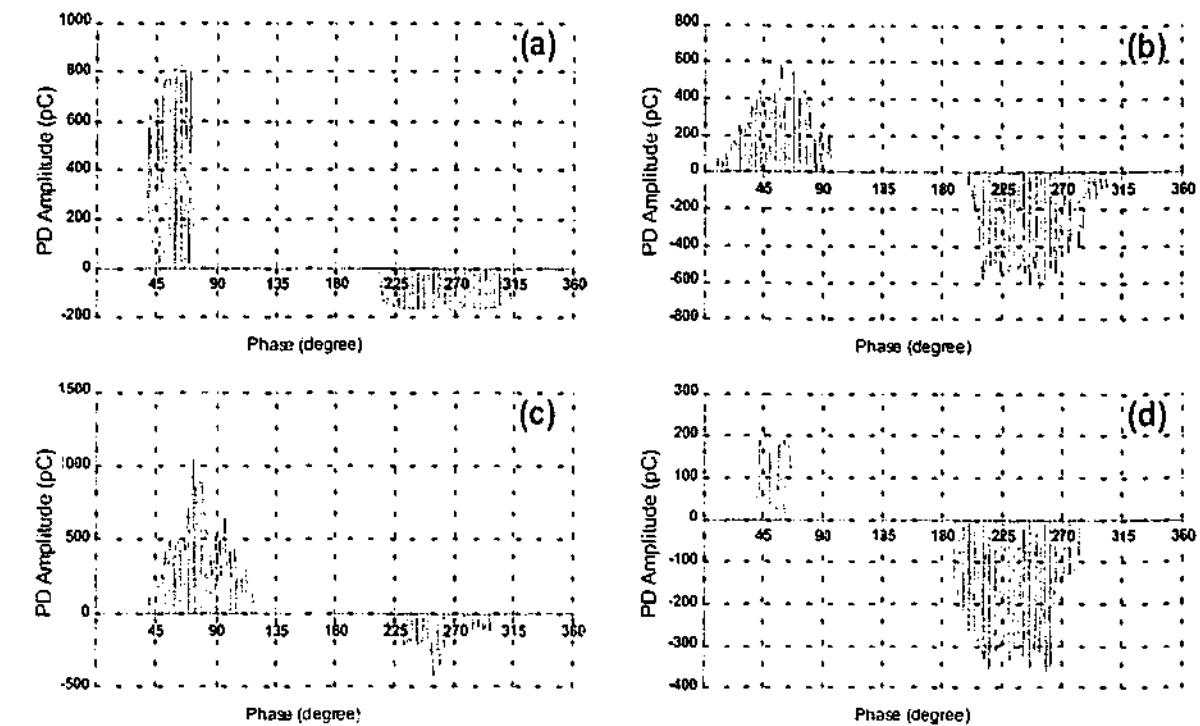 (a)
PD Amplitude (pC)
1000
800
600
400
200
0
-200
45 90 135 180 225 270 315 360
Phase (degree)
(b)
PD Amplitude (pC)
800
600
400
200
0
-200
-400
-600
-800
45 90 135 180 225 270 315 360
Phase (degree)
(c)
PD Amplitude (pC)
1500
1000
500
0
-500
45 90 135 180 225 270 315 360
Phase (degree)
(d)
PD Amplitude (pC)
300
200
100
0
-100
-200
-300
-400
45 90 135 180 225 270 315 360
Phase (degree)